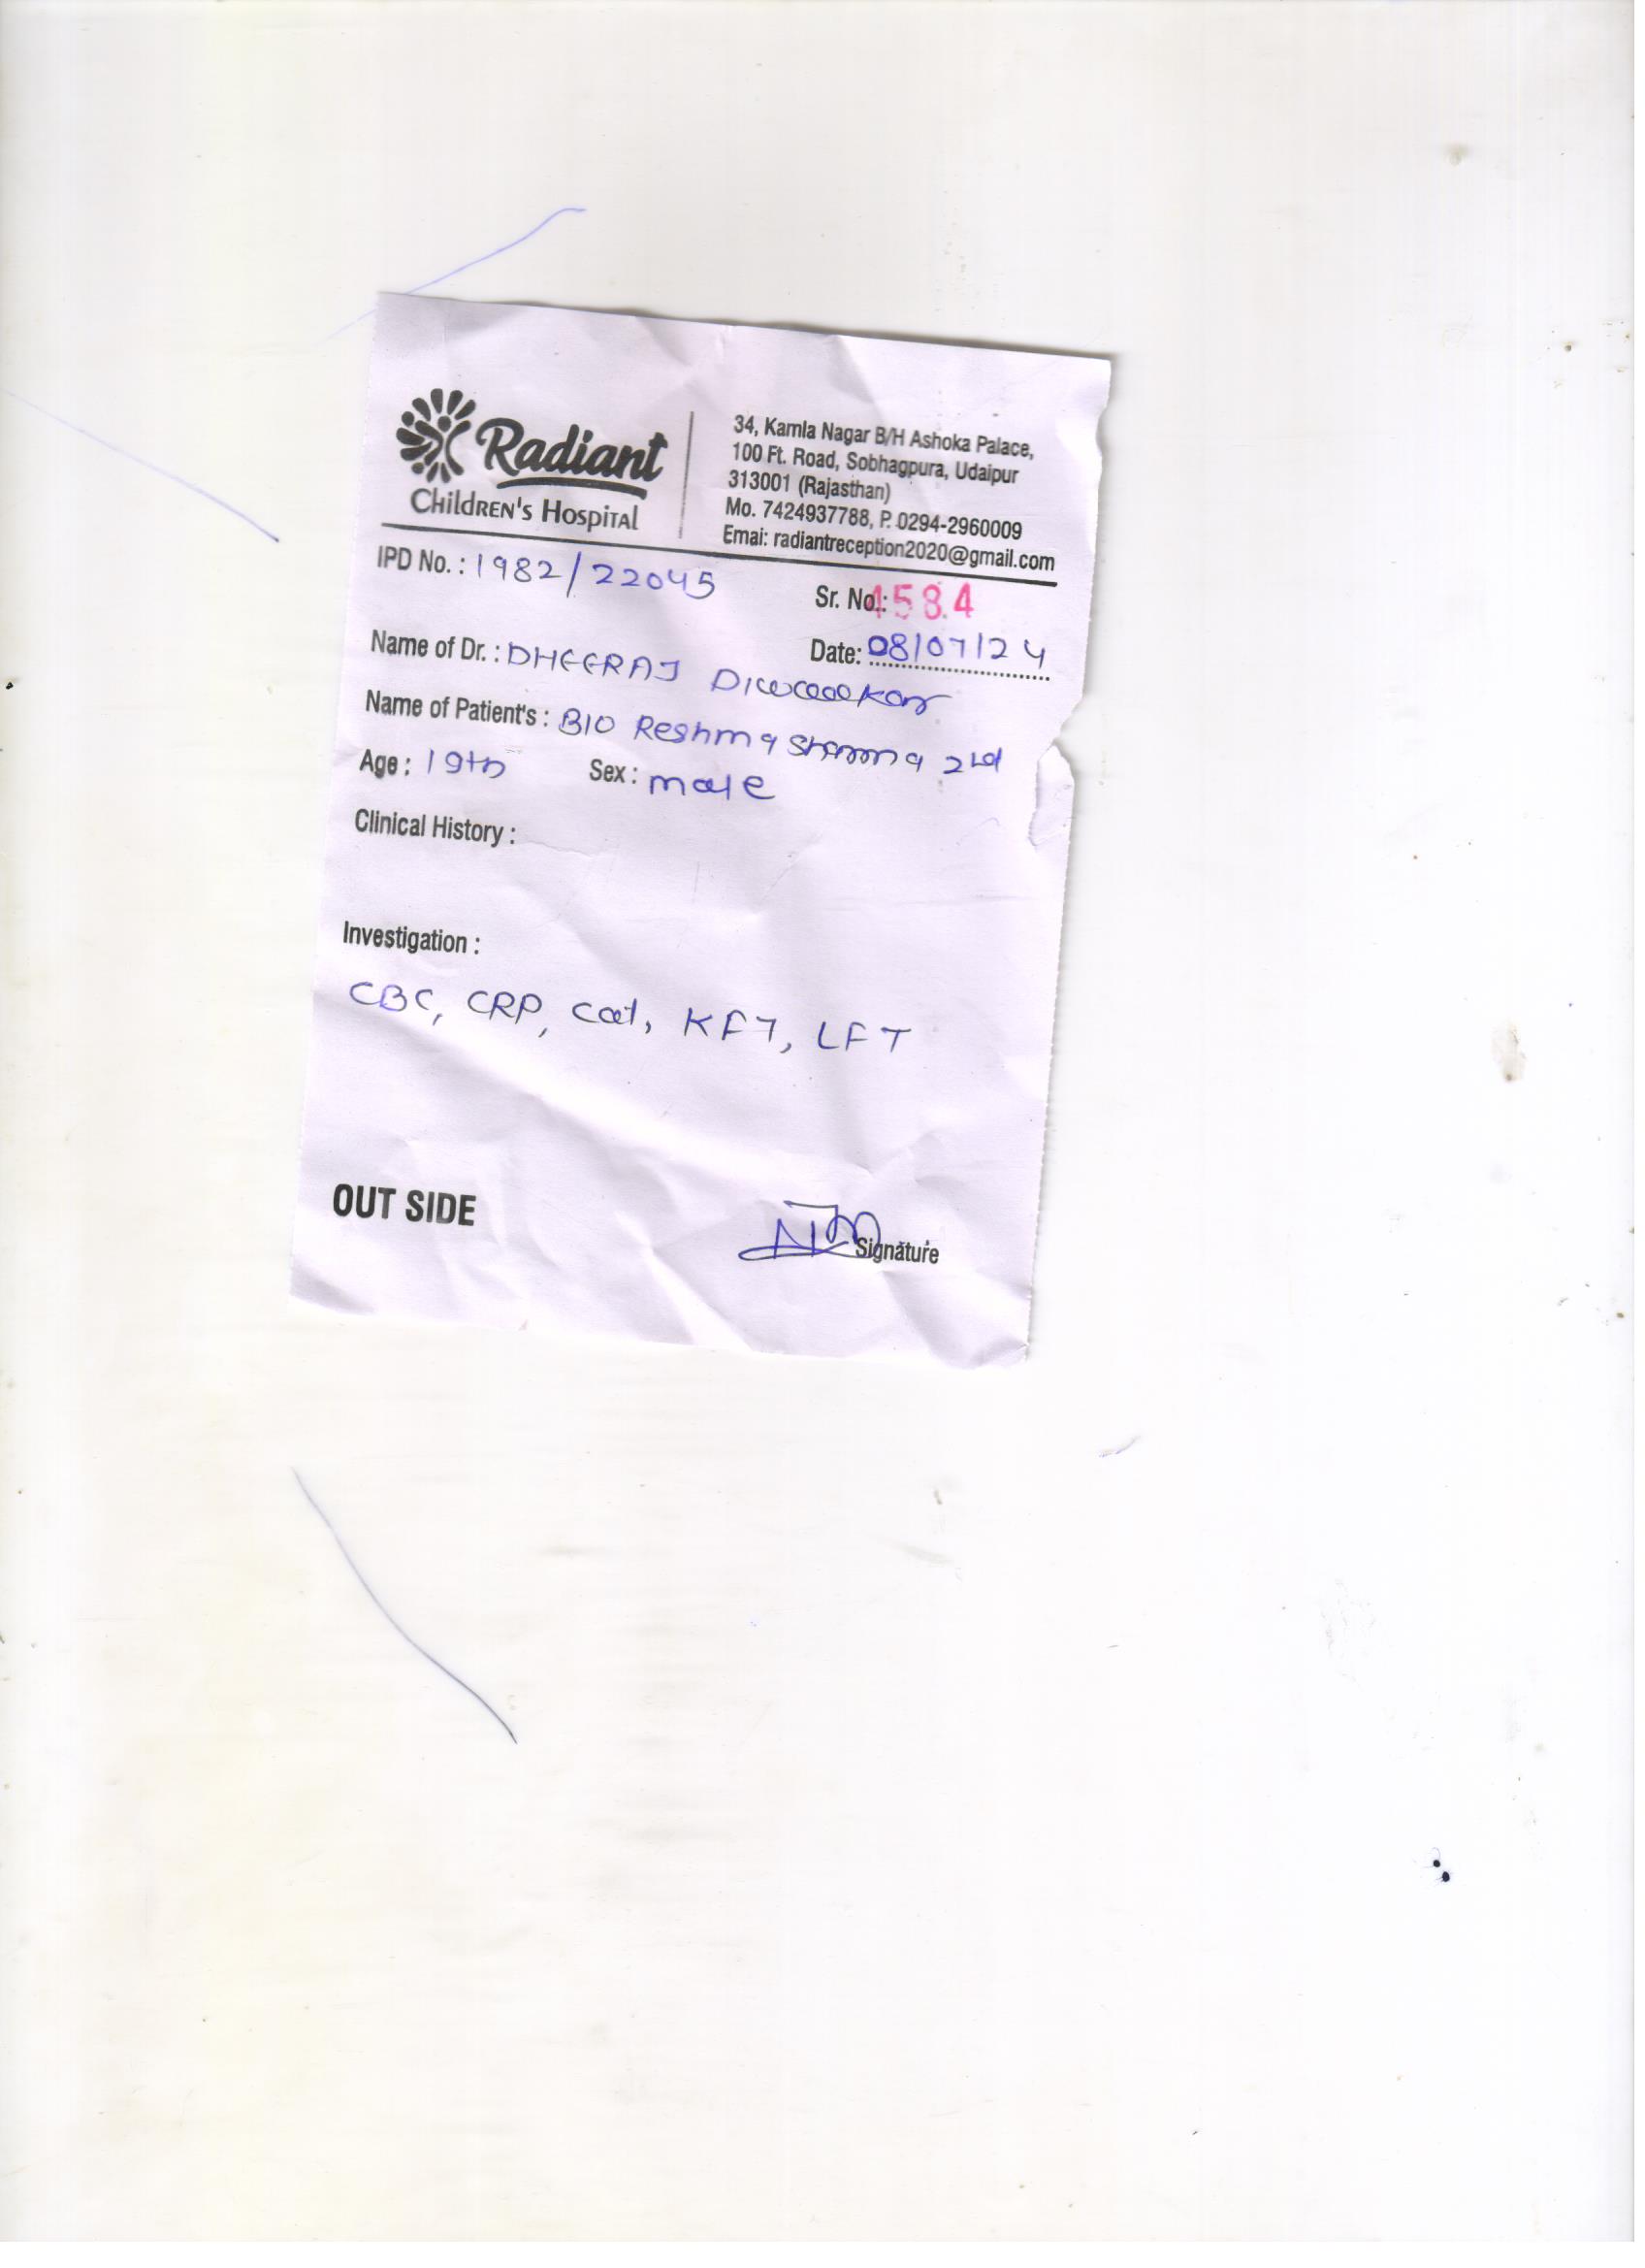 Radiant
Children's Hospital
34, Kamla Nagar B/H Ashoka Palace,
100 Ft. Road, Sobhagpura, Udaipur
313001 (Rajasthan)
Mo. 7424937788, P. 0294-2960009
Emai: radiantreception2020@gmail.com
IPD No. : 1982/22045
Sr. No.: 1584
Date: 08/07/24
Name of Dr. : DHEERAJ Diwaakar
Name of Patient's : B/O Reshma Sharma 2nd
Age : 19th Sex : male
Clinical History :
Investigation :
CBC, CRP, cal, KFT, LFT
OUT SIDE
Signature